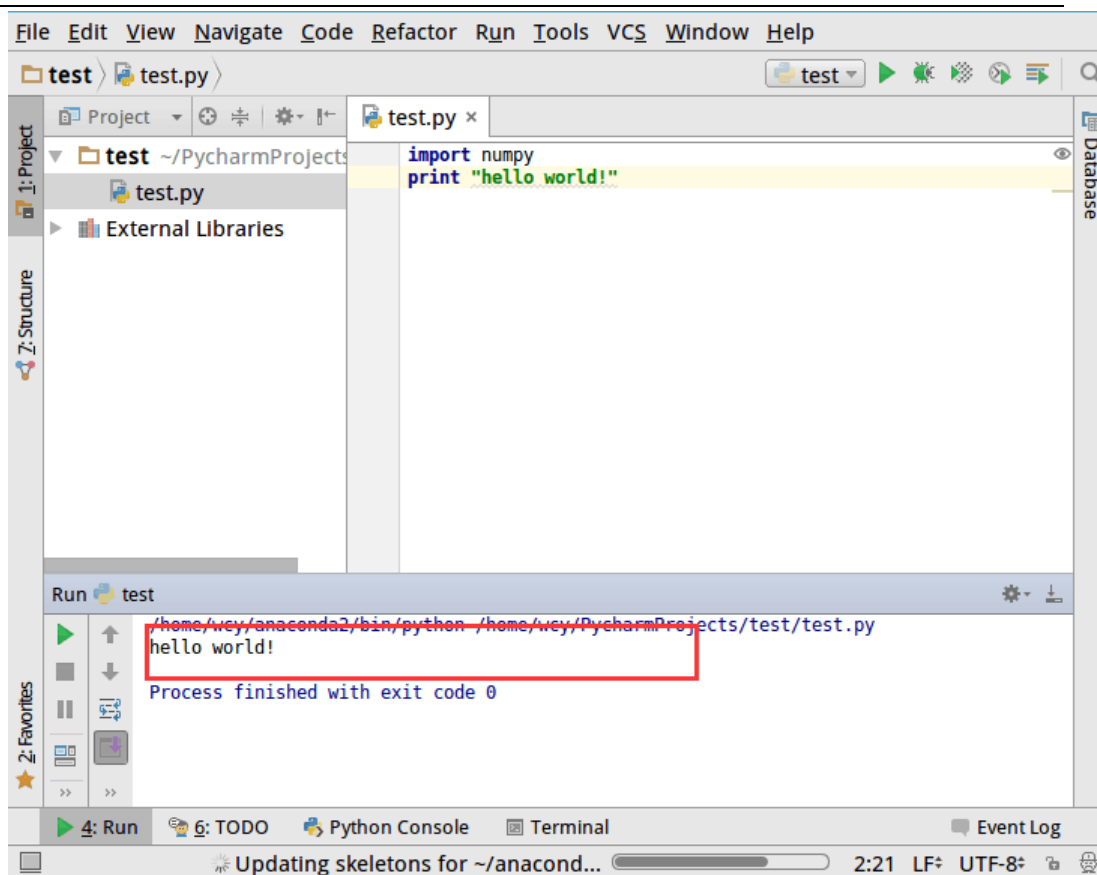 File Edit View Navigate Code Refactor Run Tools VCS Window Help
test test.py test
Project
test.py
1: Project
test ~/PycharmProjects
test.py
External Libraries
import numpy
print "hello world!"
Database
7: Structure
2: Favorites
Run test
/home/wcy/anaconda2/bin/python /home/wcy/PycharmProjects/test/test.py
hello world!
Process finished with exit code 0
4: Run 6: TODO Python Console Terminal Event Log
Updating skeletons for ~/anacond... 2:21 LF UTF-8